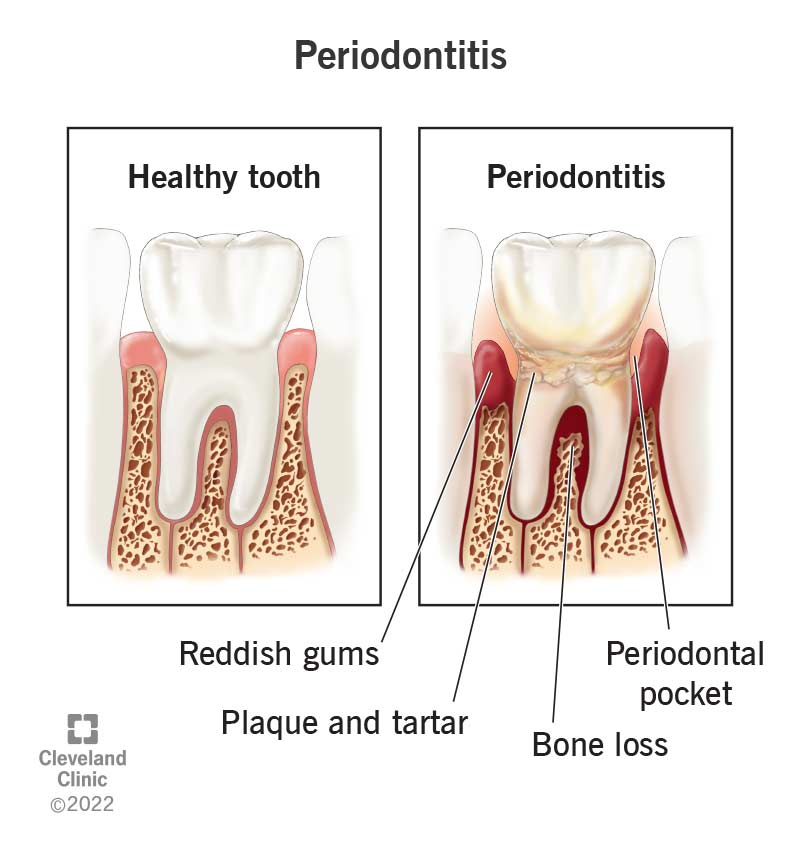 Periodontitis
Healthy tooth
Periodontitis
Reddish gums
Periodontal
pocket
Plaque and tartar
Bone loss
Cleveland
Clinic
©2022